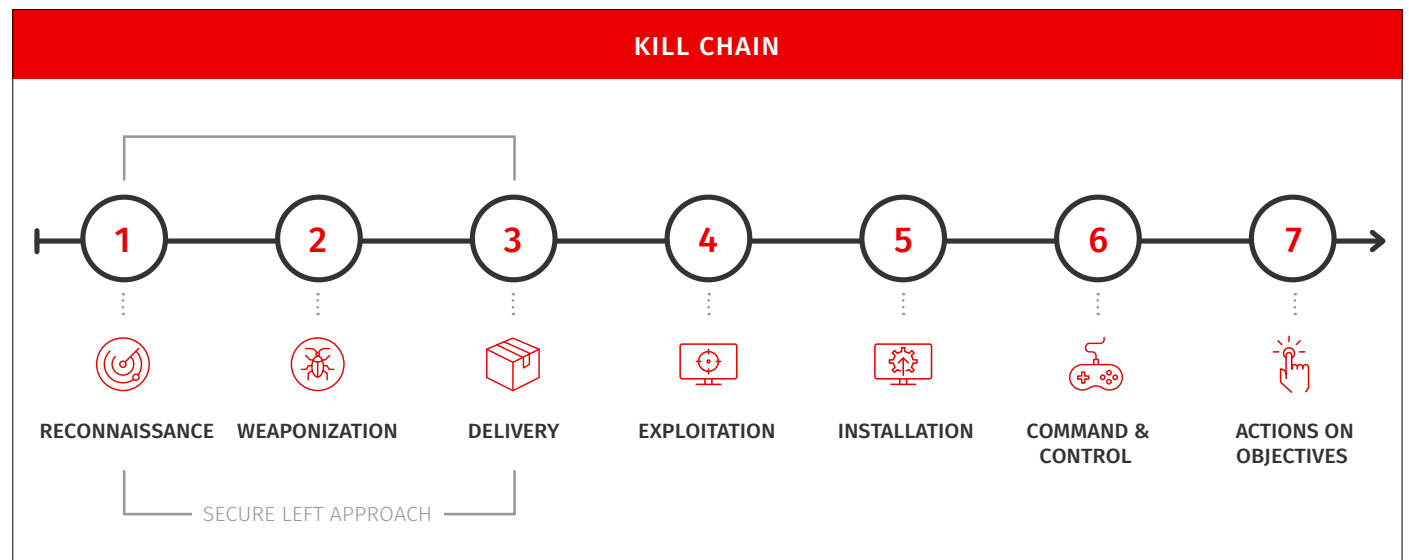 KILL CHAIN
1 2 3 4 5 6 7
RECONNAISSANCE WEAPONIZATION DELIVERY EXPLOITATION INSTALLATION COMMAND & ACTIONS ON
CONTROL OBJECTIVES
SECURE LEFT APPROACH